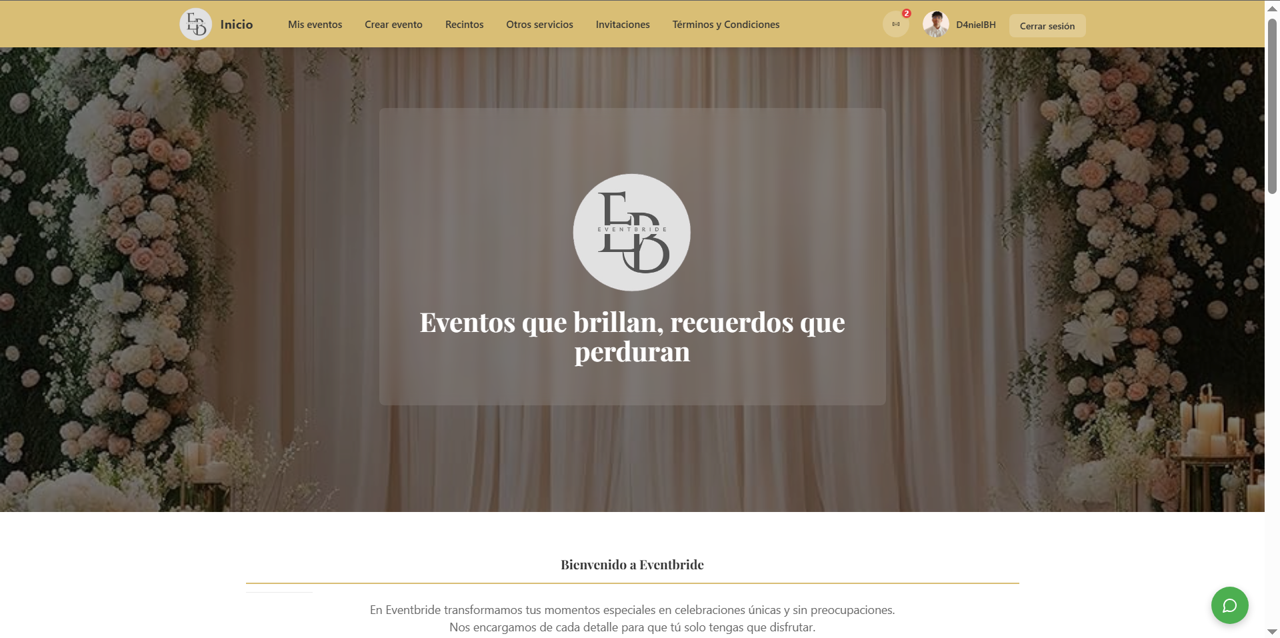 EB
Inicio
Mis eventos
Crear evento
Recintos
Otros servicios
Invitaciones
Términos y Condiciones
2
D4nielBH
Cerrar sesión
EB
EVENTBRIDE
Eventos que brillan, recuerdos que
perduran
Bienvenido a Eventbride
En Eventbride transformamos tus momentos especiales en celebraciones únicas y sin preocupaciones.
Nos encargamos de cada detalle para que tú solo tengas que disfrutar.